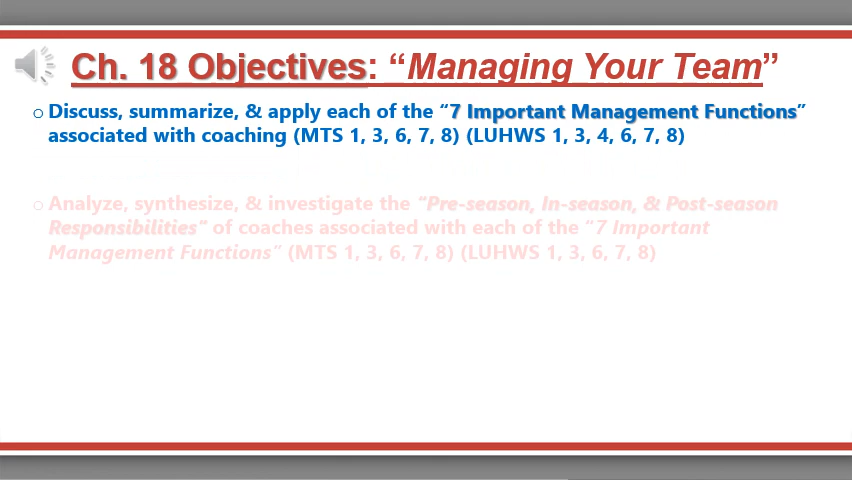 Ch. 18 Objectives: “Managing Your Team”
o Discuss, summarize, & apply each of the “7 Important Management Functions”
associated with coaching (MTS 1, 3, 6, 7, 8) (LUHWS 1, 3, 4, 6, 7, 8)
o Analyze, synthesize, & investigate the “Pre-season, In-season, & Post-season
Responsibilities“ of coaches associated with each of the “7 Important
Management Functions” (MTS 1, 3, 6, 7, 8) (LUHWS 1, 3, 6, 7, 8)